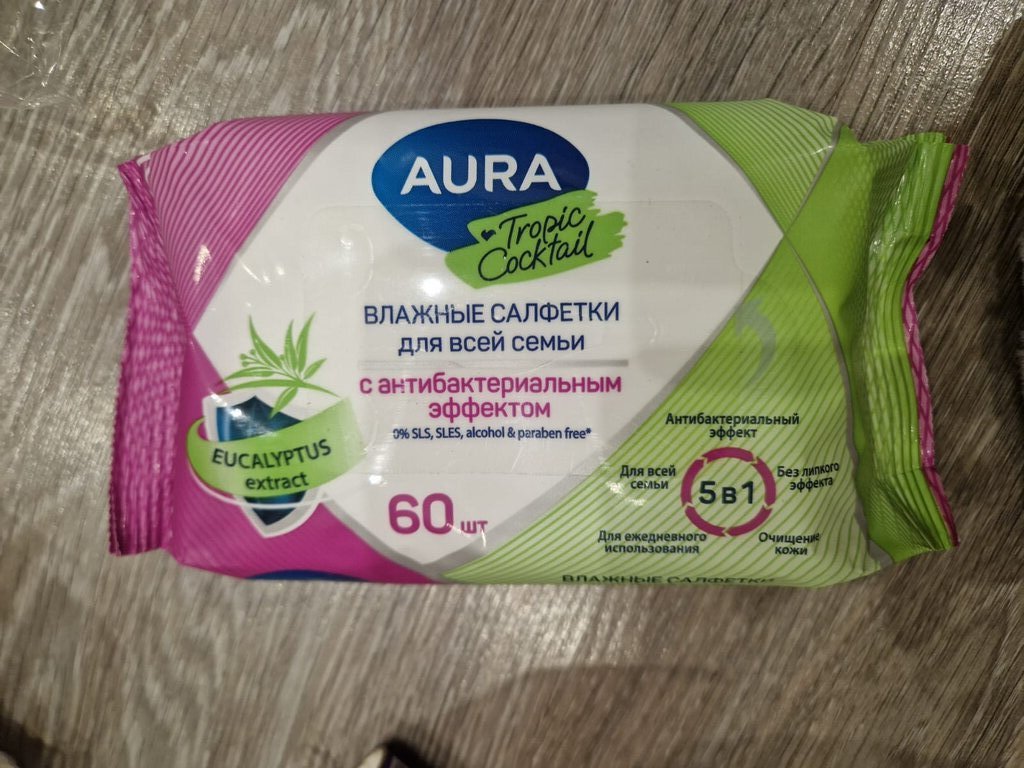 AURA
Tropic
Cocktail
ВЛАЖНЫЕ САЛФЕТКИ
для всей семьи
с антибактериальным
эффектом
0% SLS, SLES, alcohol & paraben free*
EUCALYPTUS
extract
60 шт
Антибактериальный
эффект
Для всей
семьи
Без липкого
эффекта
5 в 1
Для ежедневного
использования
Очищение
кожи
ВЛАЖНЫЕ САЛФЕТКИ